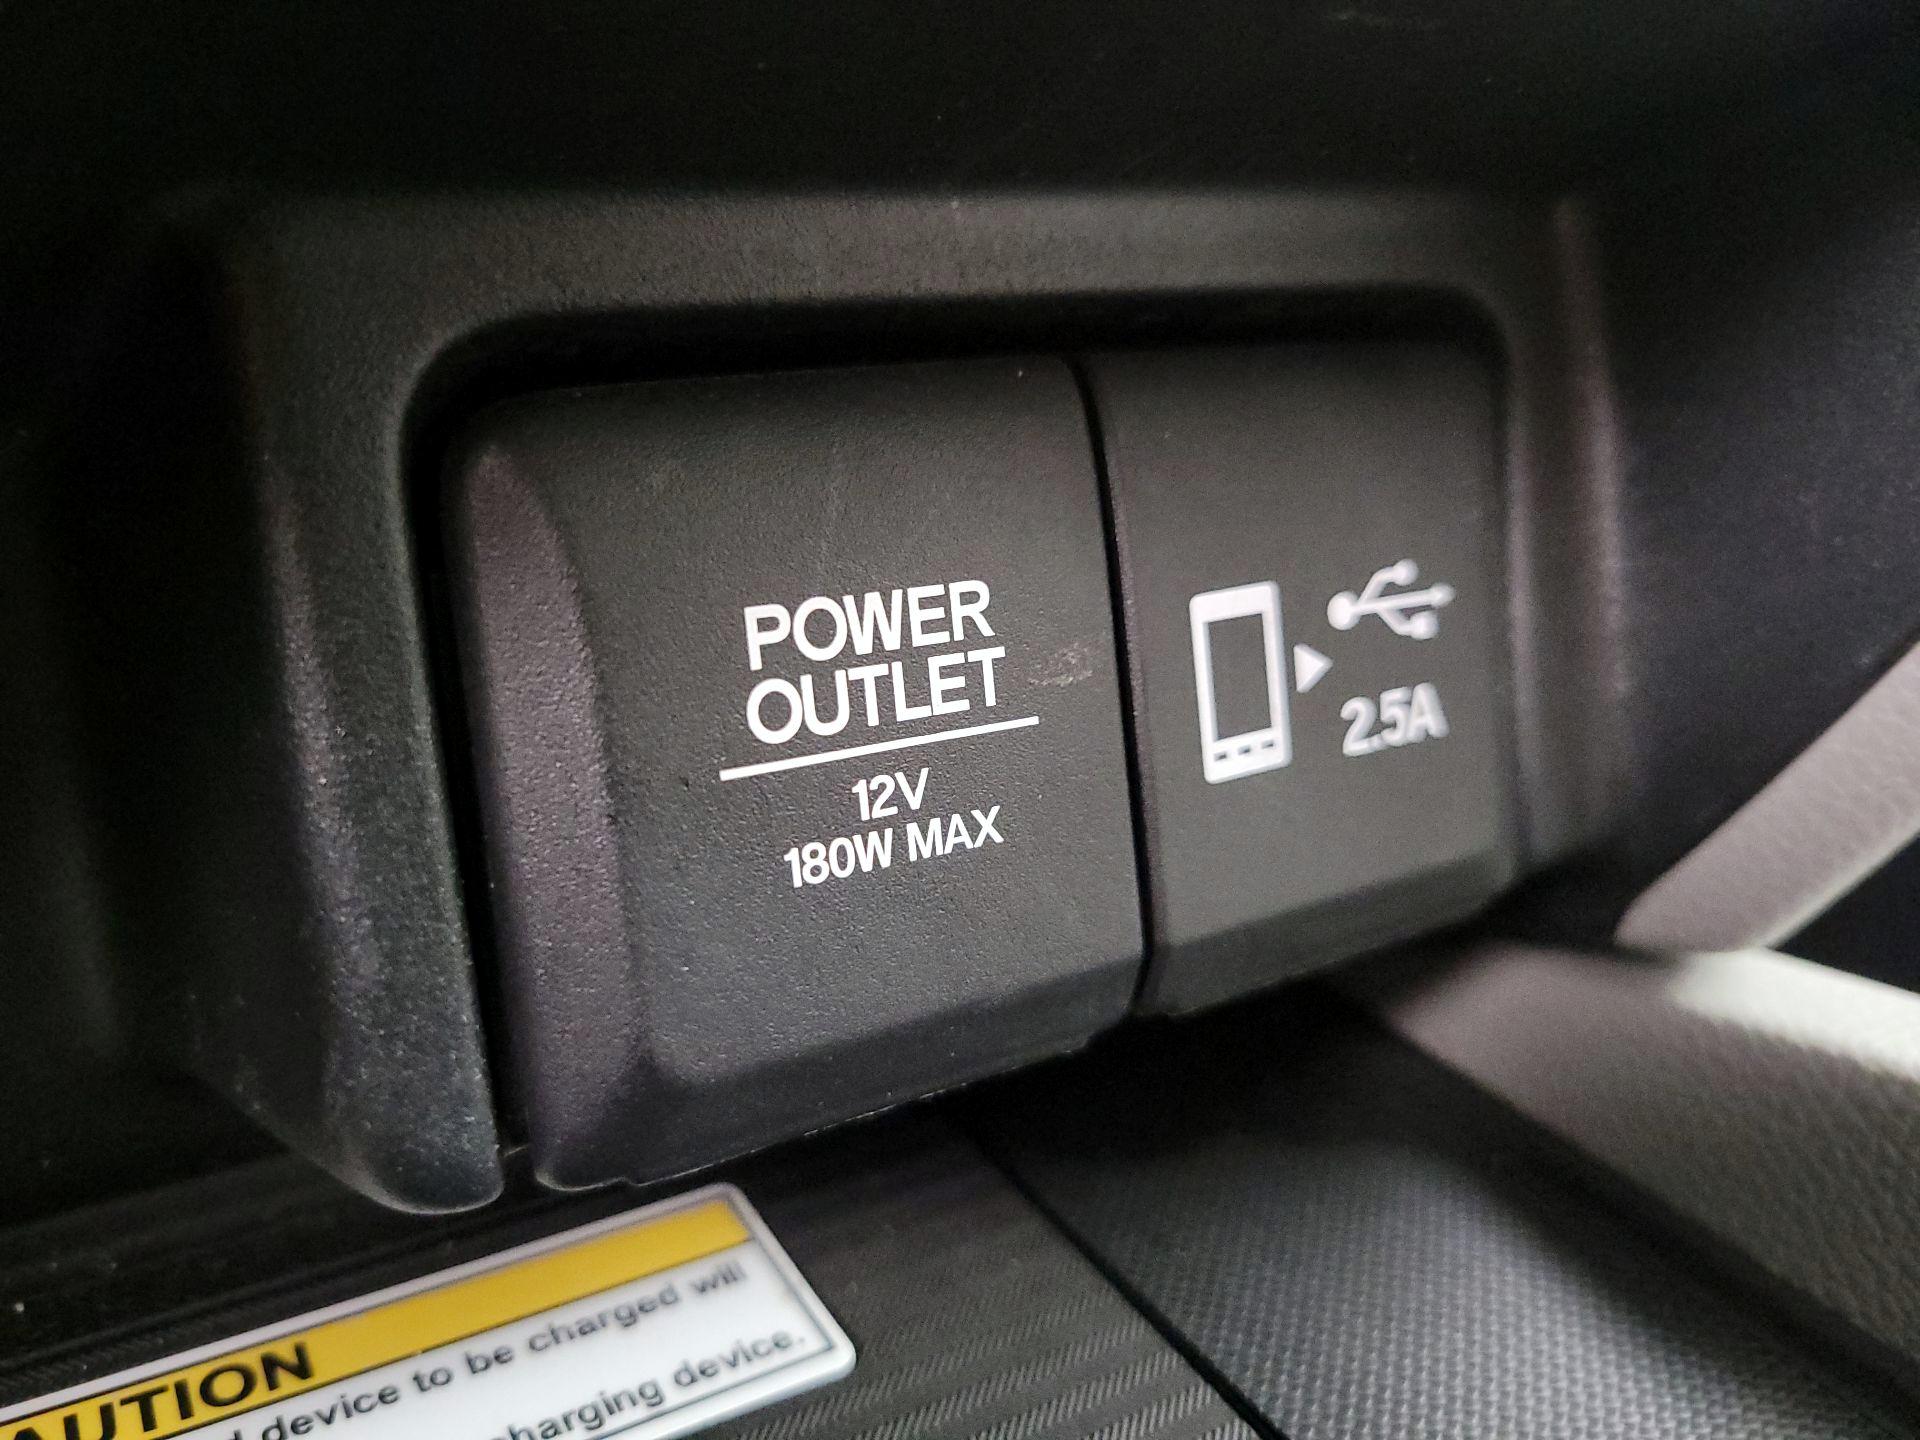 POWER
OUTLET
12V
180W MAX
2.5A
AUTION
device to be charged will
harging device.